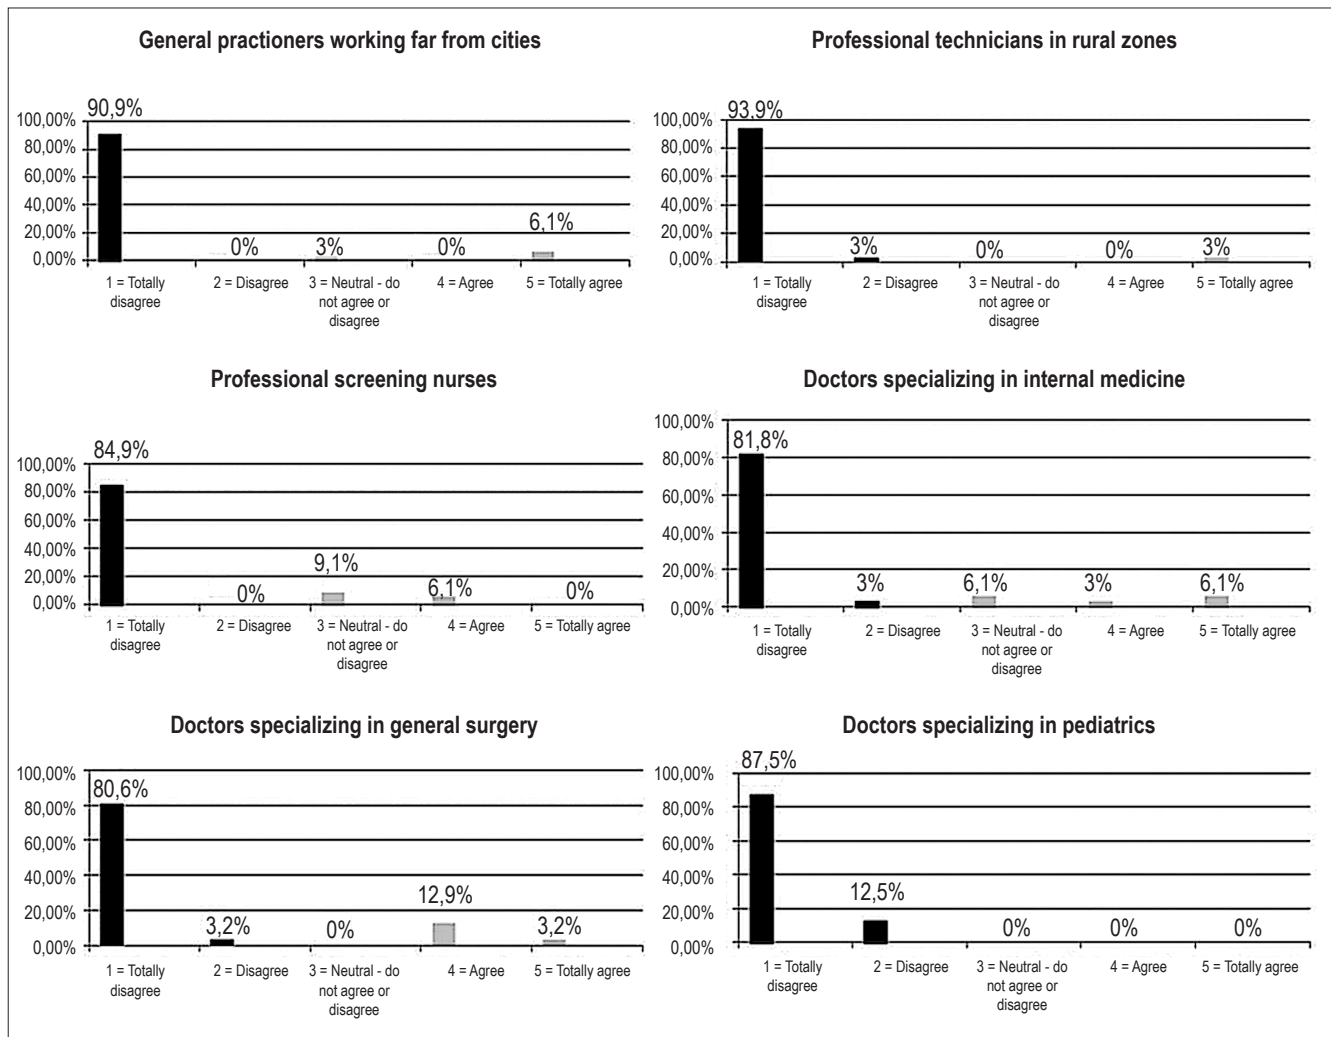 General practioners working far from cities
90,9%
100,00%
80,00%
60,00%
40,00%
20,00%
0,00%
0%
3%
0%
6,1%
1 = Totally
disagree
2 = Disagree
3 = Neutral - do
not agree or
disagree
4 = Agree
5 = Totally agree
Professional technicians in rural zones
93,9%
100,00%
80,00%
60,00%
40,00%
20,00%
0,00%
3%
0%
0%
3%
1 = Totally
disagree
2 = Disagree
3 = Neutral - do
not agree or
disagree
4 = Agree
5 = Totally agree
Professional screening nurses
84,9%
100,00%
80,00%
60,00%
40,00%
20,00%
0,00%
0%
9,1%
6,1%
0%
1 = Totally
disagree
2 = Disagree
3 = Neutral - do
not agree or
disagree
4 = Agree
5 = Totally agree
Doctors specializing in internal medicine
100,00%
81,8%
80,00%
60,00%
40,00%
20,00%
0,00%
3%
6,1%
3%
6,1%
1 = Totally
disagree
2 = Disagree
3 = Neutral - do
not agree or
disagree
4 = Agree
5 = Totally agree
Doctors specializing in general surgery
100,00%
80,6%
80,00%
60,00%
40,00%
20,00%
0,00%
3,2%
0%
12,9%
3,2%
1 = Totally
disagree
2 = Disagree
3 = Neutral - do
not agree or
disagree
4 = Agree
5 = Totally agree
Doctors specializing in pediatrics
87,5%
100,00%
80,00%
60,00%
40,00%
20,00%
0,00%
12,5%
0%
0%
0%
1 = Totally
disagree
2 = Disagree
3 = Neutral - do
not agree or
disagree
4 = Agree
5 = Totally agree